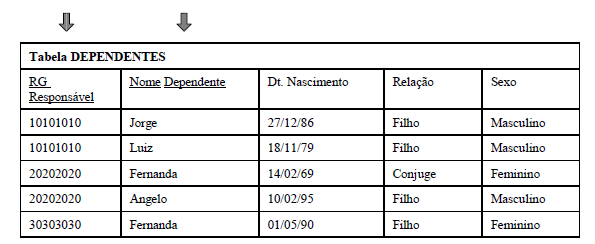 Tabela DEPENDENTES
RG Responsável Nome Dependente Dt. Nascimento Relação Sexo
10101010 Jorge 27/12/86 Filho Masculino
10101010 Luiz 18/11/79 Filho Masculino
20202020 Fernanda 14/02/69 Conjuge Feminino
20202020 Angelo 10/02/95 Filho Masculino
30303030 Fernanda 01/05/90 Filho Feminino